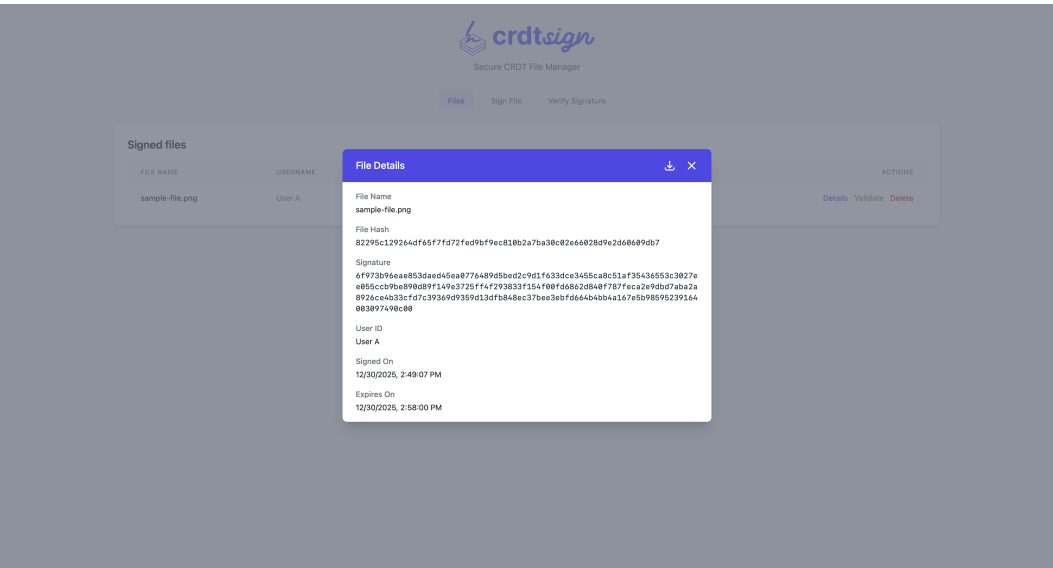 crdtsign
Secure CRDT File Manager
Files Sign File Verify Signature
Signed files
FILE NAME USERNAME ACTIONS
sample-file.png User A Details Validate Delete
File Details
File Name
sample-file.png
File Hash
82295c129264df65f7fd72fed9bf9ec810b2a7ba30c02e66028d9e2d60609db7
Signature
6f973b96eae853daed45ea0776489d5bed2c9d1f633dce3455ca8c51af35436553c3027e
e055ccb9be890d89f149e3725ff4f293833f154f00fd6862d840f787feca2e9dbd7aba2a
8926ce4b33cfd7c39369d9359d13dfb848ec37bee3ebfd664b4bb4a167e5b98595239164
003097490c00
User ID
User A
Signed On
12/30/2025, 2:49:07 PM
Expires On
12/30/2025, 2:58:00 PM